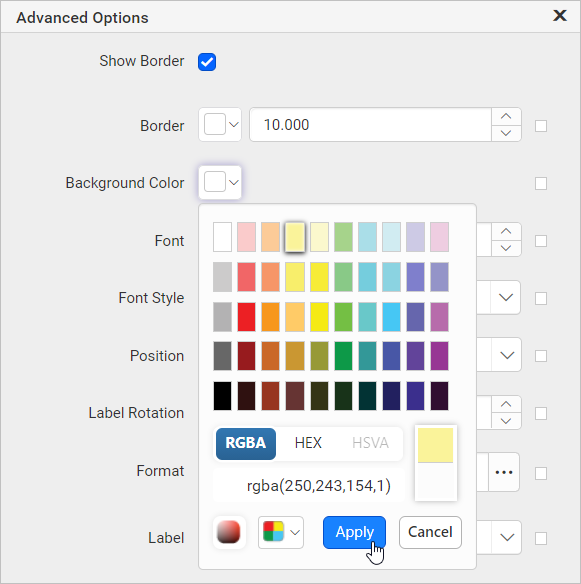 Advanced Options
Show Border
Border 10.000
Background Color
Font
Font Style
Position
Label Rotation
RGBA HEX HSVA
Format ...
rgba(250,243,154,1)
Label Apply Cancel